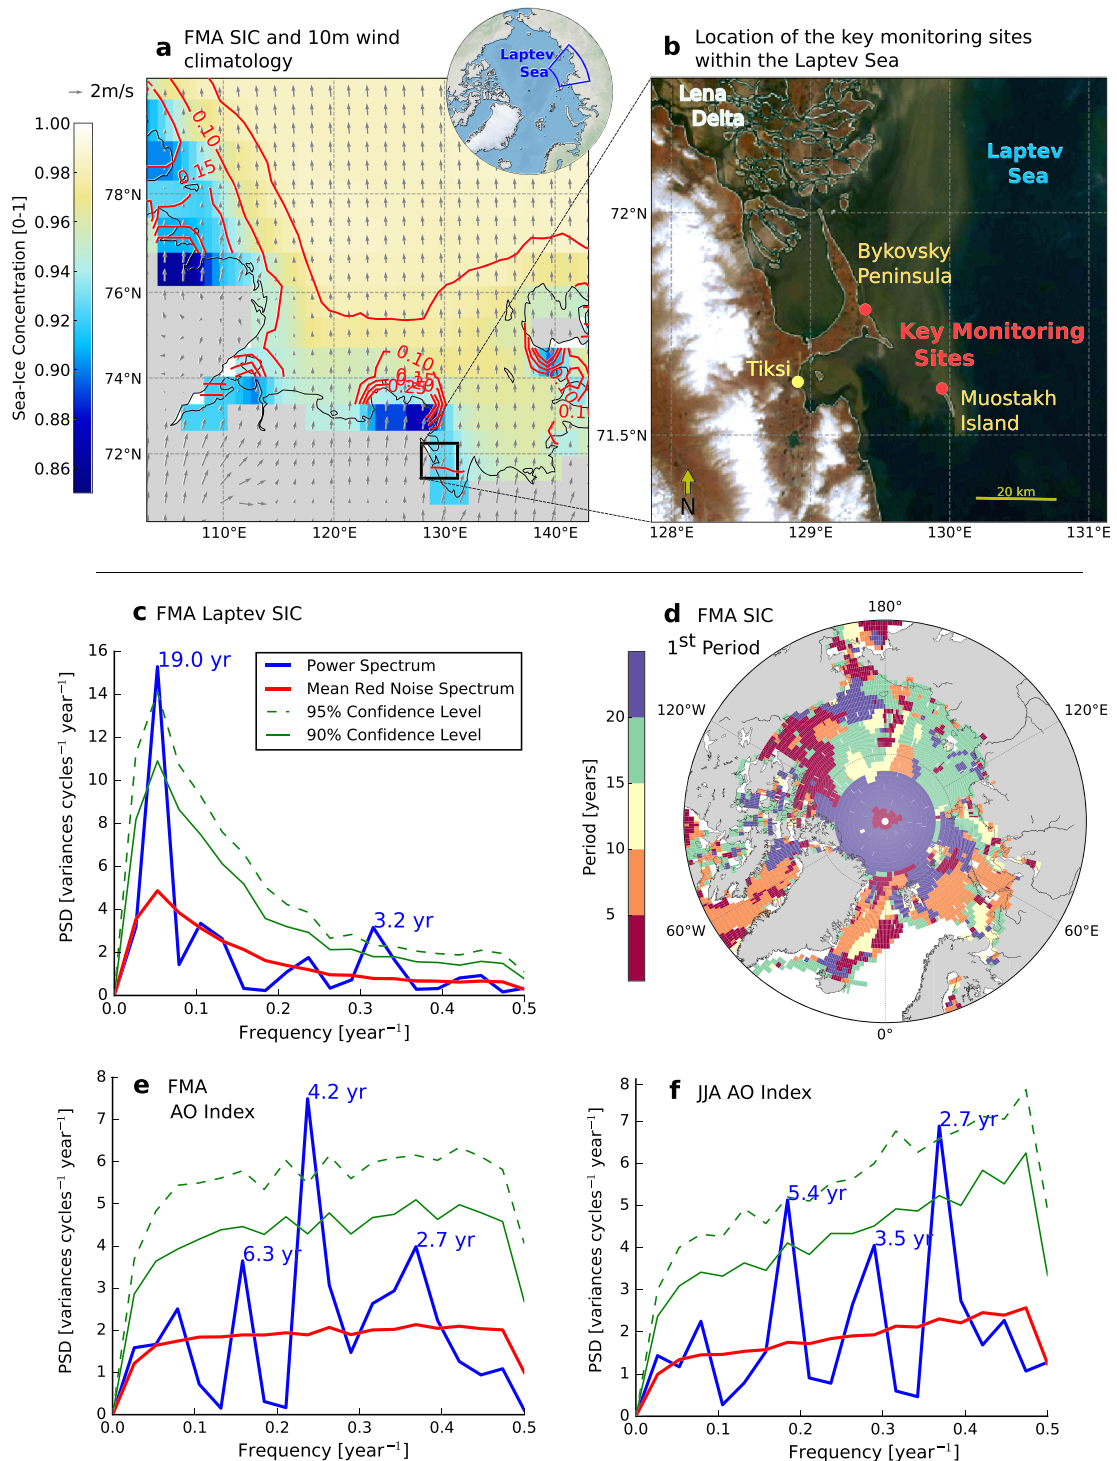 a FMA SIC and 10m wind
climatology
2m/s
Laptev
Sea
Sea-Ice Concentration [0-1]
1.00
0.98
0.96
0.94
0.92
0.90
0.88
0.86
78°N
76°N
74°N
72°N
110°E
120°E
130°E
140°E
0.10
0.15
0.10
0.15
0.25
b Location of the key monitoring sites
within the Laptev Sea
Lena
Delta
Laptev
Sea
Bykovsky
Peninsula
Key Monitoring
Sites
Tiksi
Muostakh
Island
N
20 km
72°N
71.5°N
128°E
129°E
130°E
131°E
c FMA Laptev SIC
PSD [variances cycles⁻¹ year⁻¹]
16
14
12
10
8
6
4
2
0
19.0 yr
3.2 yr
Power Spectrum
Mean Red Noise Spectrum
95% Confidence Level
90% Confidence Level
0.0 0.1 0.2 0.3 0.4 0.5
Frequency [year⁻¹]
d FMA SIC
1st Period
Period [years]
20
15
10
5
180°
120°W
120°E
60°W
60°E
0°
e FMA
AO Index
PSD [variances cycles⁻¹ year⁻¹]
8
7
6
5
4
3
2
1
0
4.2 yr
6.3 yr
2.7 yr
0.0 0.1 0.2 0.3 0.4 0.5
Frequency [year⁻¹]
f JJA AO Index
PSD [variances cycles⁻¹ year⁻¹]
8
7
6
5
4
3
2
1
0
2.7 yr
5.4 yr
3.5 yr
0.0 0.1 0.2 0.3 0.4 0.5
Frequency [year⁻¹]